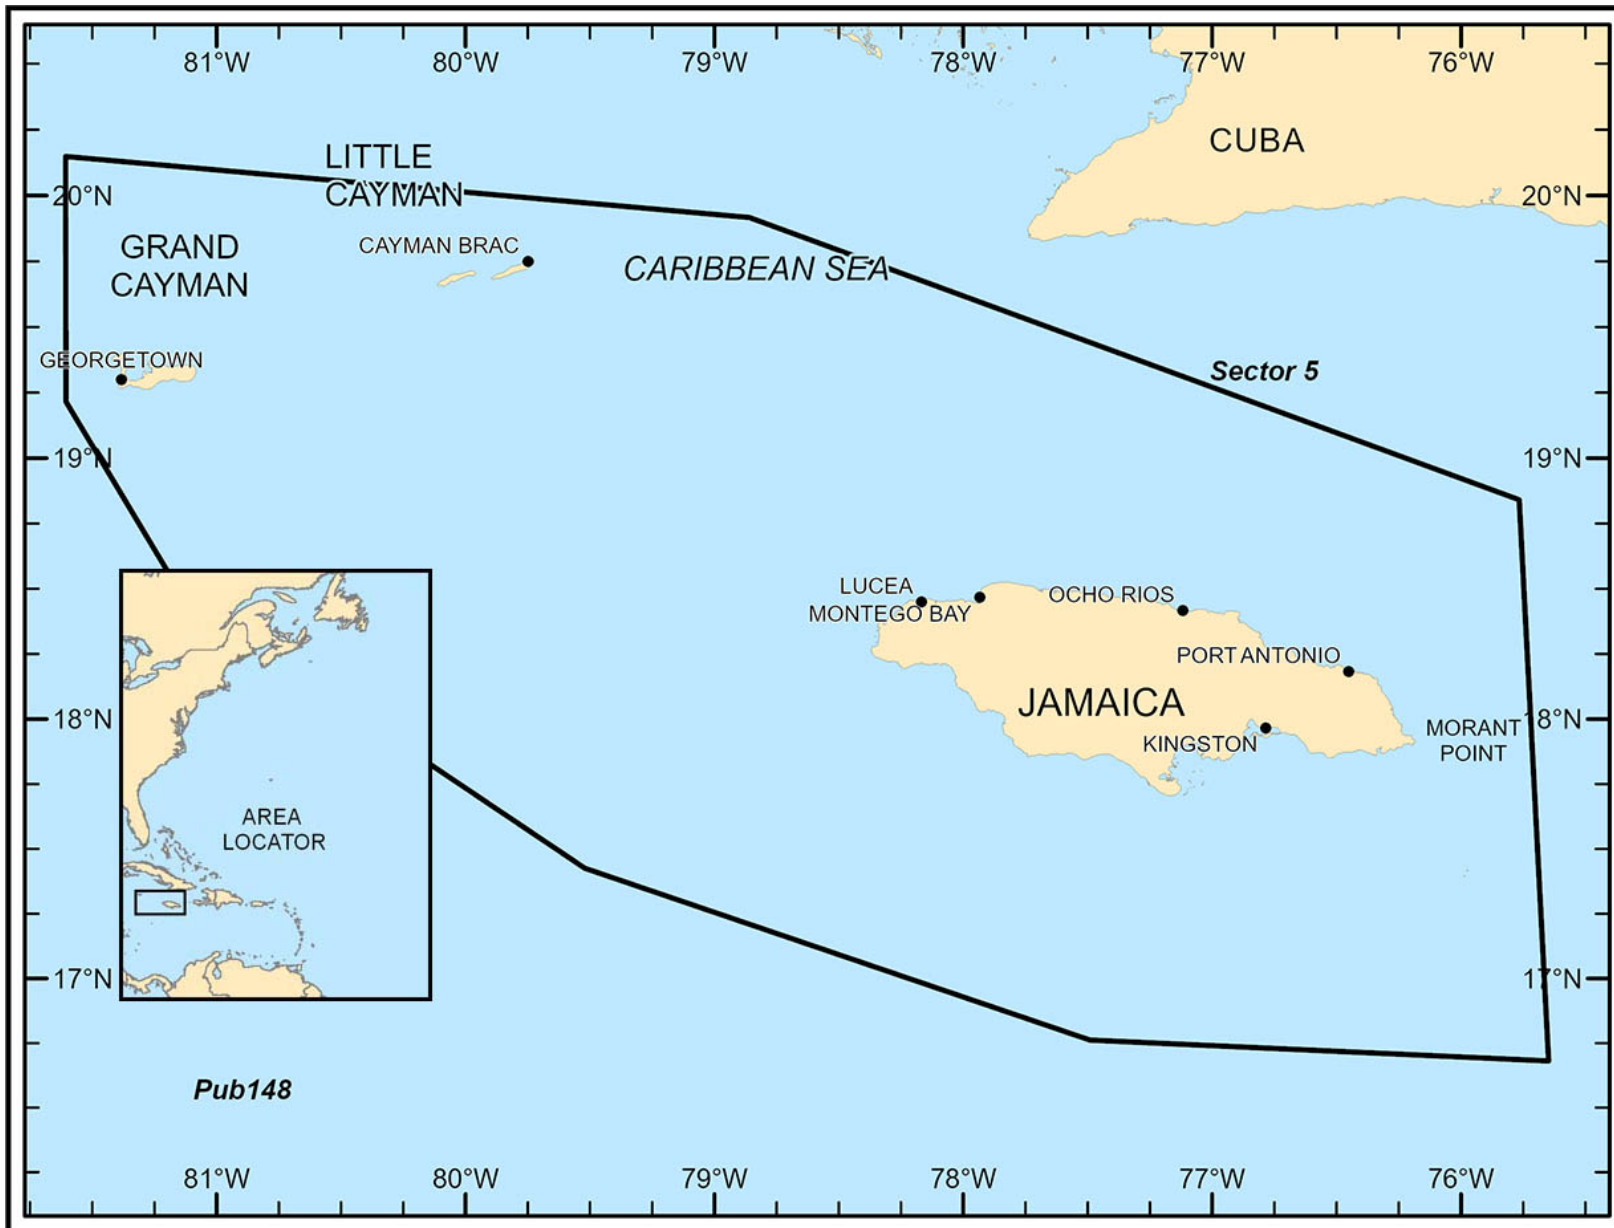 81°W 80°W 79°W 78°W 77°W 76°W
CUBA
LITTLE
CAYMAN
20°N 20°N
GRAND
CAYMAN
CAYMAN BRAC
CARIBBEAN SEA
GEORGETOWN
Sector 5
19°N 19°N
LUCEA
MONTEGO BAY
OCHO RIOS
PORT ANTONIO
JAMAICA
18°N 18°N
MORANT
POINT
KINGSTON
AREA
LOCATOR
17°N 17°N
Pub148
81°W 80°W 79°W 78°W 77°W 76°W